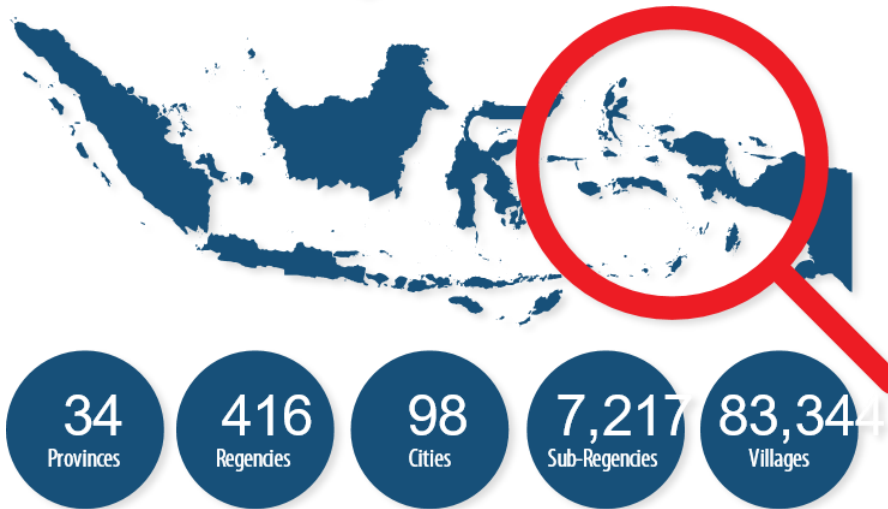 34
Provinces
416
Regencies
98
Cities
7,217
Sub-Regencies
83,344
Villages